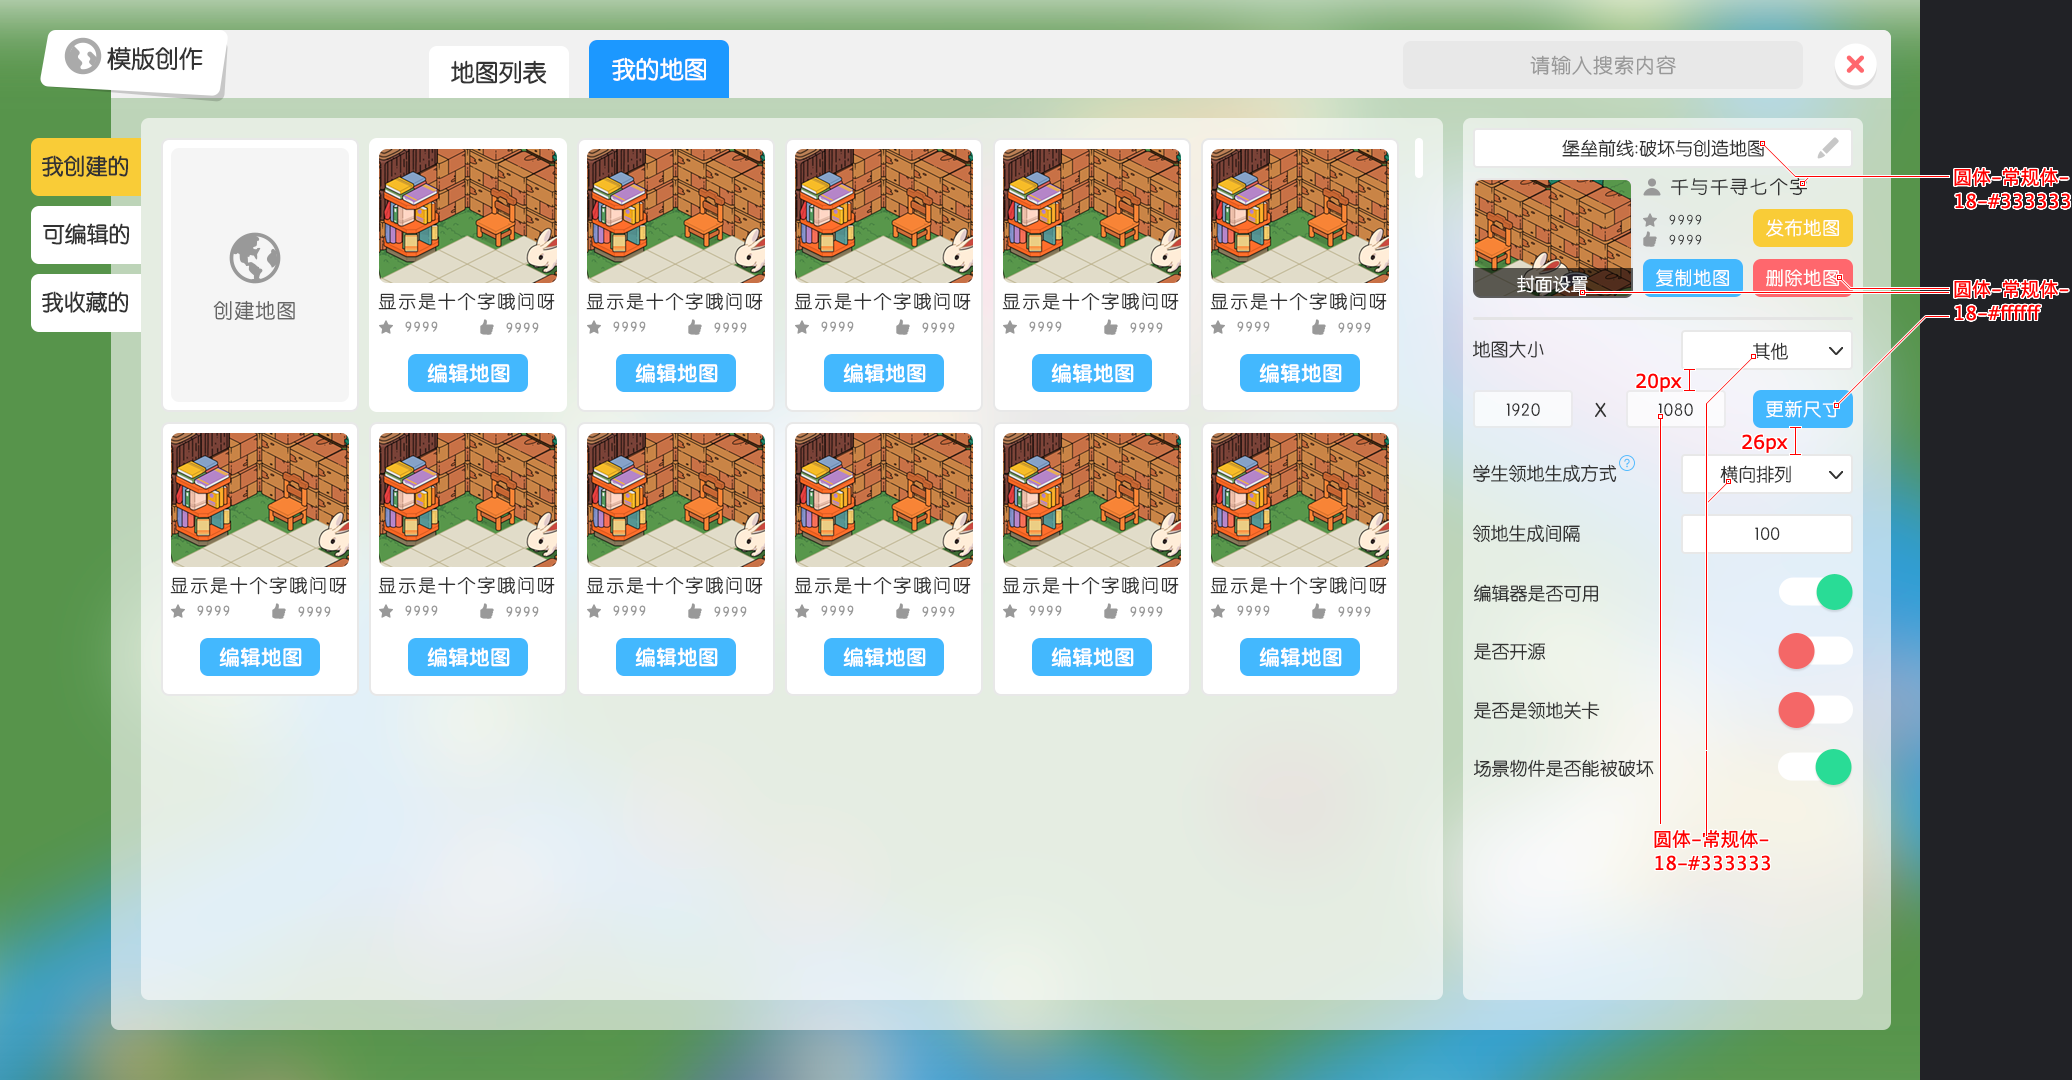 模版创作
地图列表
我的地图
请输入搜索内容
我创建的
可编辑的
我收藏的
创建地图
显示是十个字哦问呀
9999 9999
编辑地图
显示是十个字哦问呀
9999 9999
编辑地图
显示是十个字哦问呀
9999 9999
编辑地图
显示是十个字哦问呀
9999 9999
编辑地图
显示是十个字哦问呀
9999 9999
编辑地图
显示是十个字哦问呀
9999 9999
编辑地图
显示是十个字哦问呀
9999 9999
编辑地图
显示是十个字哦问呀
9999 9999
编辑地图
显示是十个字哦问呀
9999 9999
编辑地图
显示是十个字哦问呀
9999 9999
编辑地图
显示是十个字哦问呀
9999 9999
编辑地图
堡垒前线:破坏与创造地图
千与千寻七个字
9999
9999
发布地图
封面设置
复制地图
删除地图
地图大小
其他
20px
1920 X 1080
更新尺寸
26px
学生领地生成方式 ?
横向排列
领地生成间隔
100
编辑器是否可用
是否开源
是否是领地关卡
场景物件是否能被破坏
圆体-常规体-
18-#333333
圆体-常规体-
18-#333333
圆体-常规体-
18-#ffffff